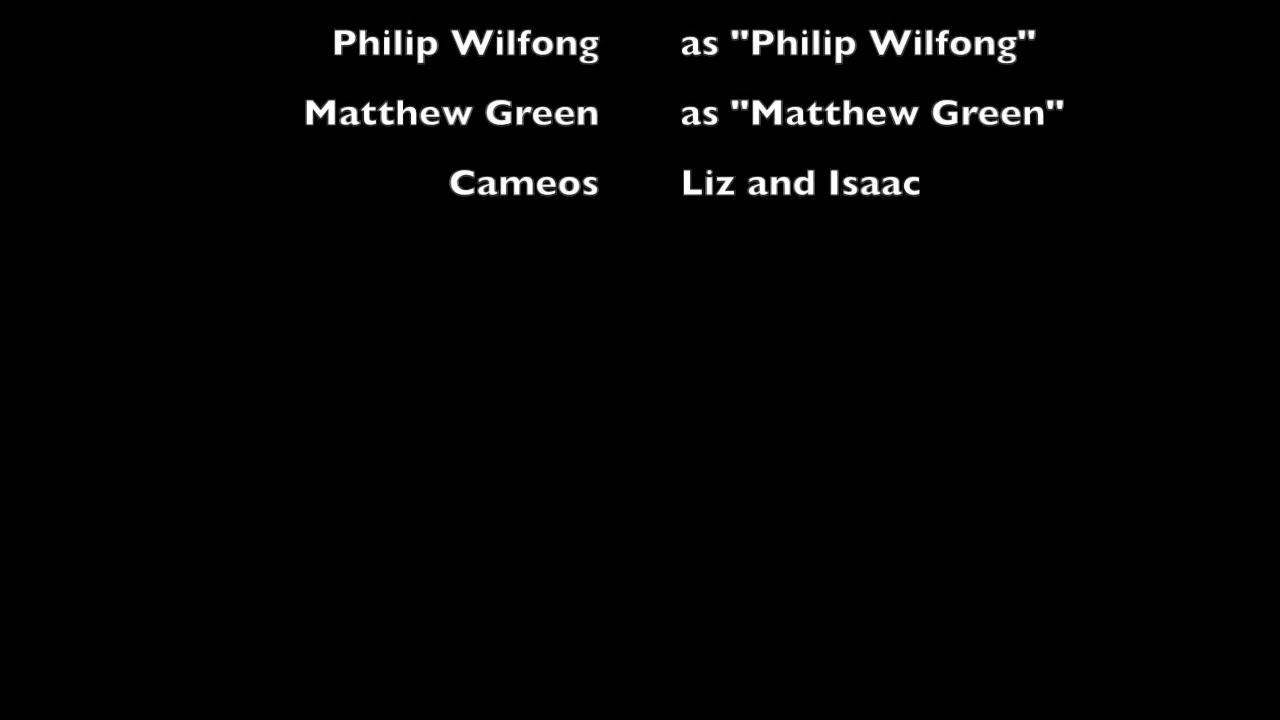 Philip Wilfong as "Philip Wilfong"
Matthew Green as "Matthew Green"
Cameos Liz and Isaac